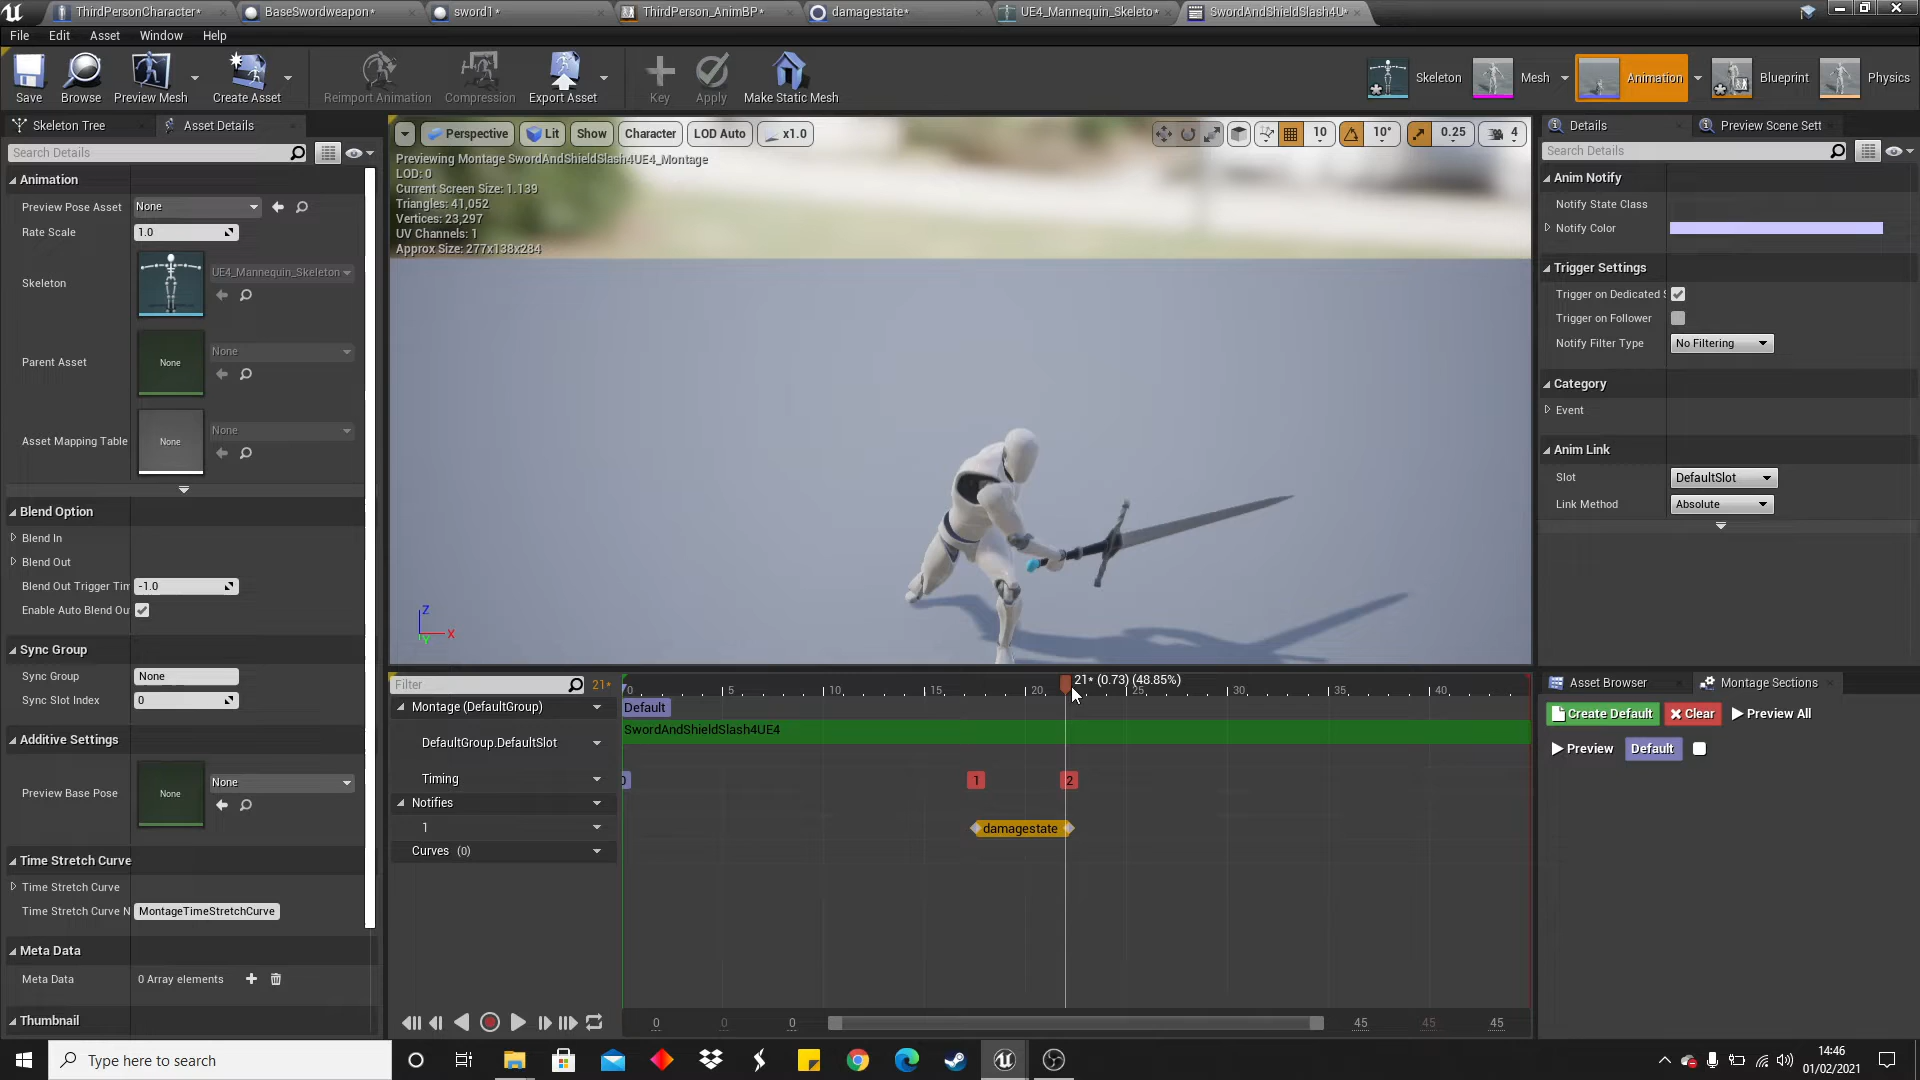 ThirdPersonCharacter*
BaseSwordweapon*
sword1*
ThirdPerson_AnimBP*
damagestate*
UE4_Mannequin_Skeleto*
SwordAndShieldSlash4U*
File Edit Asset Window Help
Save
Browse
Preview Mesh
Create Asset
Reimport Animation
Compression
Export Asset
Key
Apply
Make Static Mesh
Skeleton
Mesh
Animation
Blueprint
Physics
Skeleton Tree
Asset Details
Search Details
Animation
Preview Pose Asset None
Rate Scale 1.0
Skeleton UE4_Mannequin_Skeleton
Parent Asset None None
Asset Mapping Table None None
Blend Option
Blend In
Blend Out
Blend Out Trigger Tim -1.0
Enable Auto Blend Ou
Sync Group
Sync Group None
Sync Slot Index 0
Additive Settings
Preview Base Pose None None
Time Stretch Curve
Time Stretch Curve
Time Stretch Curve N MontageTimeStretchCurve
Meta Data
Meta Data 0 Array elements
Thumbnail
Perspective Lit Show Character LOD Auto x1.0
10 10° 0.25 4
Previewing Montage SwordAndShieldSlash4UE4_Montage
LOD: 0
Current Screen Size: 1.139
Triangles: 41,052
Vertices: 23,297
UV Channels: 1
Approx Size: 277x138x284
Z
X
Y
Filter 21*
0 5 10 15 20 25 30 35 40
21* (0.73) (48.85%)
Montage (DefaultGroup) Default
SwordAndShieldSlash4UE4
DefaultGroup.DefaultSlot
Timing 0 1 2
Notifies
1 damagestate
Curves (0)
0 0 0 45 45 45
Details
Preview Scene Sett
Search Details
Anim Notify
Notify State Class
Notify Color
Trigger Settings
Trigger on Dedicated S
Trigger on Follower
Notify Filter Type No Filtering
Category
Event
Anim Link
Slot DefaultSlot
Link Method Absolute
Asset Browser
Montage Sections
Create Default Clear Preview All
Preview Default
Type here to search
14:46
01/02/2021